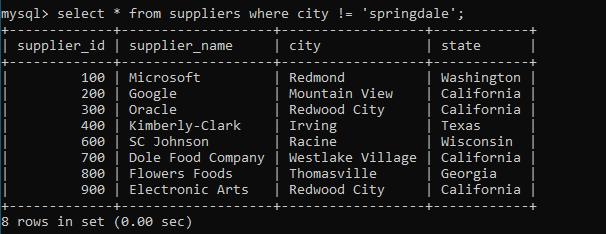 mysql> select * from suppliers where city != 'springdale';
+-------------+-------------------+------------------+------------+
| supplier_id | supplier_name     | city             | state      |
+-------------+-------------------+------------------+------------+
|         100 | Microsoft         | Redmond          | Washington |
|         200 | Google            | Mountain View    | California |
|         300 | Oracle            | Redwood City     | California |
|         400 | Kimberly-Clark    | Irving           | Texas      |
|         600 | SC Johnson        | Racine           | Wisconsin  |
|         700 | Dole Food Company | Westlake Village | California |
|         800 | Flowers Foods     | Thomasville      | Georgia    |
|         900 | Electronic Arts   | Redwood City     | California |
+-------------+-------------------+------------------+------------+
8 rows in set (0.00 sec)